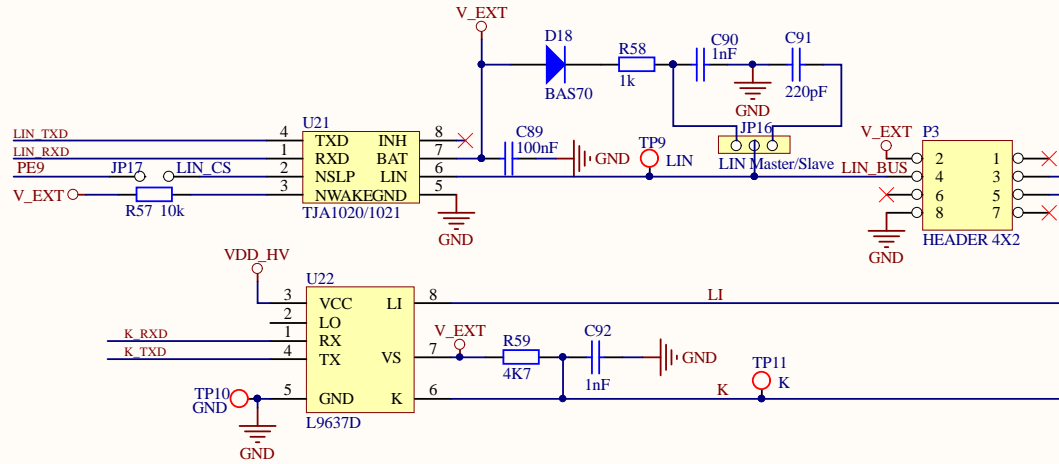 V_EXT
D18
BAS70
R58
1k
C90
1nF
C91
220pF
GND
JP16
LIN Master/Slave
U21
LIN_TXD
4
TXD
INH
8
LIN_RXD
1
RXD
BAT
7
PE9
JP17
LIN_CS
2
NSLP
LIN
6
V_EXT
R57 10k
3
NWAKEGND
5
TJA1020/1021
GND
C89
100nF
GND
TP9
LIN
LIN_BUS
V_EXT
P3
2
1
4
3
6
5
8
7
HEADER 4X2
GND
VDD_HV
U22
3
VCC
LI
8
LI
2
LO
K_RXD
1
RX
K_TXD
4
TX
VS
7
V_EXT
R59
4K7
C92
1nF
GND
TP10
GND
5
GND
K
6
K
TP11
K
L9637D
GND